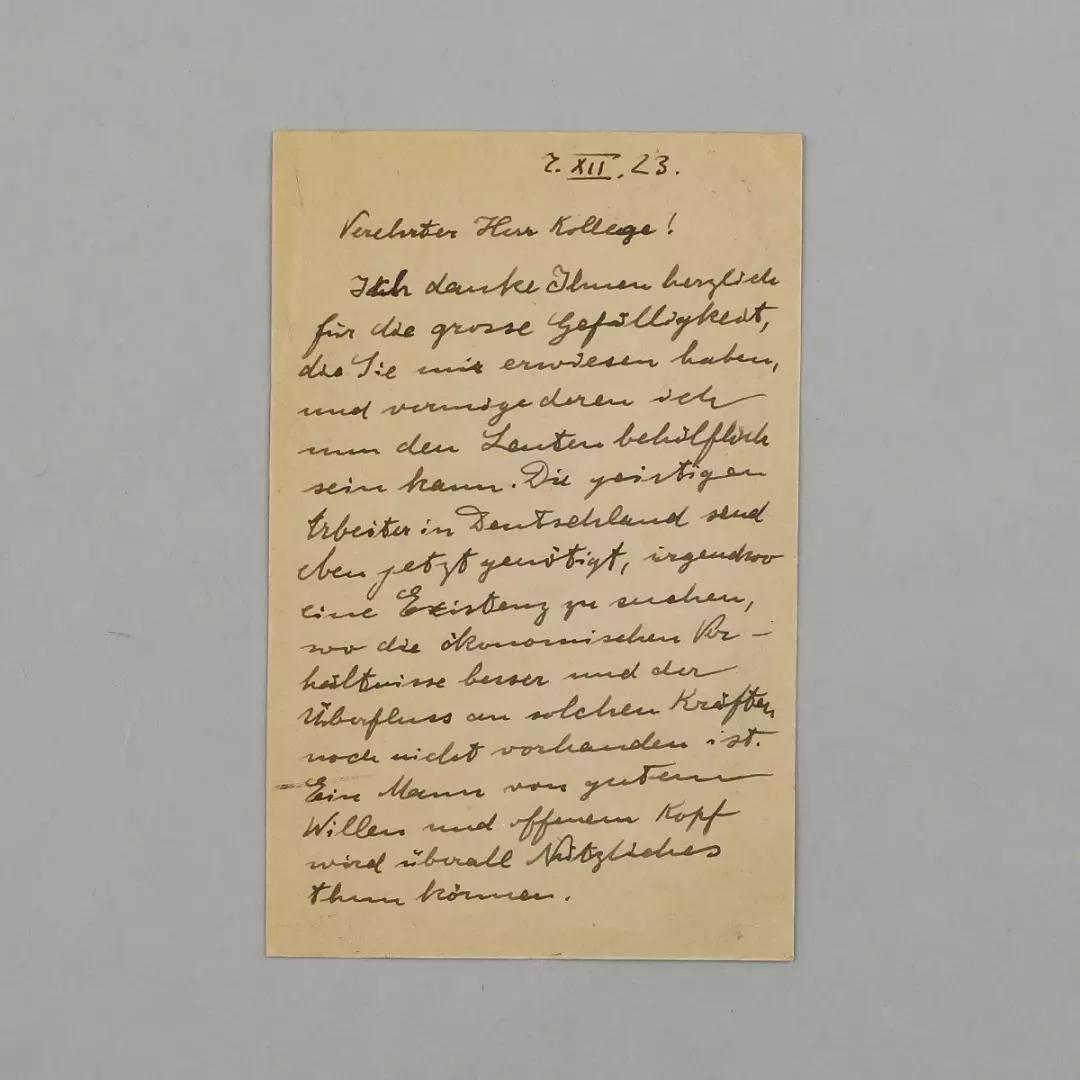 7. XII. 23.
Verehrter Herr Kollege!
Ich danke Ihnen herzlich
für die grosse Gefälligkeit,
die Sie mir erwiesen haben,
und vermöge deren ich
nun den Leuten behülflich
sein kann. Die geistigen
Arbeiter in Deutschland sind
eben jetzt genötigt, irgendwo
eine Existenz zu suchen,
wo die ökonomischen Ver-
hältnisse besser und der
Überfluss an solchen Kräften
noch nicht vorhanden ist.
Ein Mann von gutem
Willen und offenem Kopf
wird überall Nützliches
thun können.